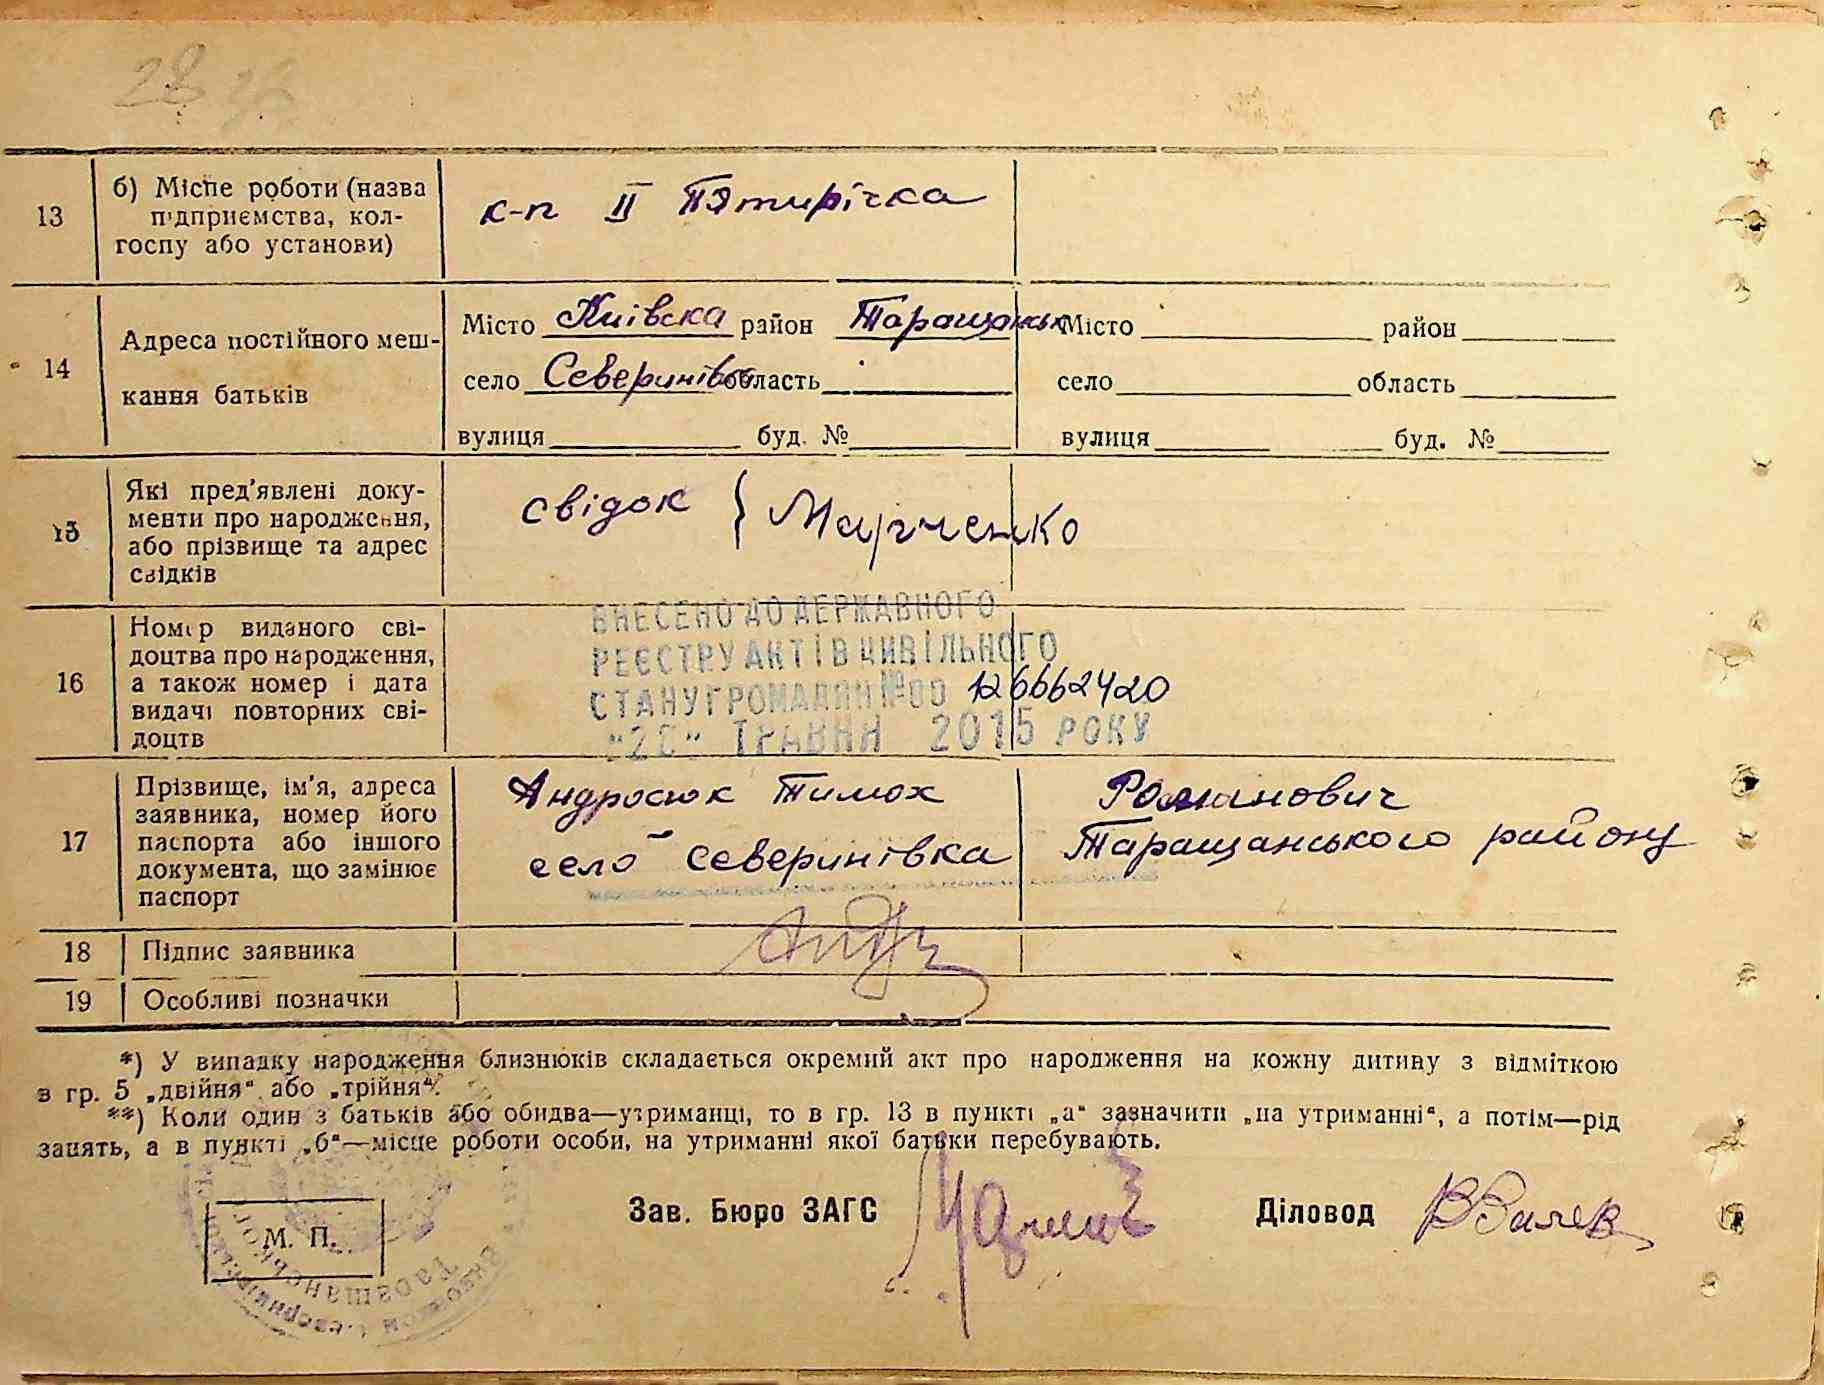 28
13
б) Місце роботи (назва
підприємства, кол-
госпу або установи)
к-п ІІ Пятирічка
14
Адреса постійного меш-
кання батьків
Місто Київска район Таращанськ
село Северинівка область
вулиця буд. №
Місто район
село область
вулиця буд. №
15
Які пред'явлені доку-
менти про народження,
або прізвище та адрес
свідків
свідок } Марченко
16
Номер виданого сві-
доцтва про народження,
а також номер і дата
видачі повторних сві-
доцтв
ВНЕСЕНО ДО ДЕРЖАВНОГО
РЕЄСТРУ АКТІВ ЦИВІЛЬНОГО
СТАНУ ГРОМАДЯН №00 126662420
ТРАВНЯ 2015 РОКУ
17
Прізвище, ім'я, адреса
заявника, номер його
паспорта або іншого
документа, що замінює
паспорт
Андросюк Тимох Романович
село Северинівка Таращанського району
18
Підпис заявника
19
Особливі позначки
*) У випадку народження близнюків складається окремий акт про народження на кожну дитину з відміткою
в гр. 5 „двійня“ або „трійня“.
**) Коли один з батьків або обидва—утриманці, то в гр. 13 в пункті „а“ зазначити „на утриманні“, а потім—рід
занять, а в пункті „б“—місце роботи особи, на утриманні якої батьки перебувають.
М. П.
Зав. Бюро ЗАГС
Діловод